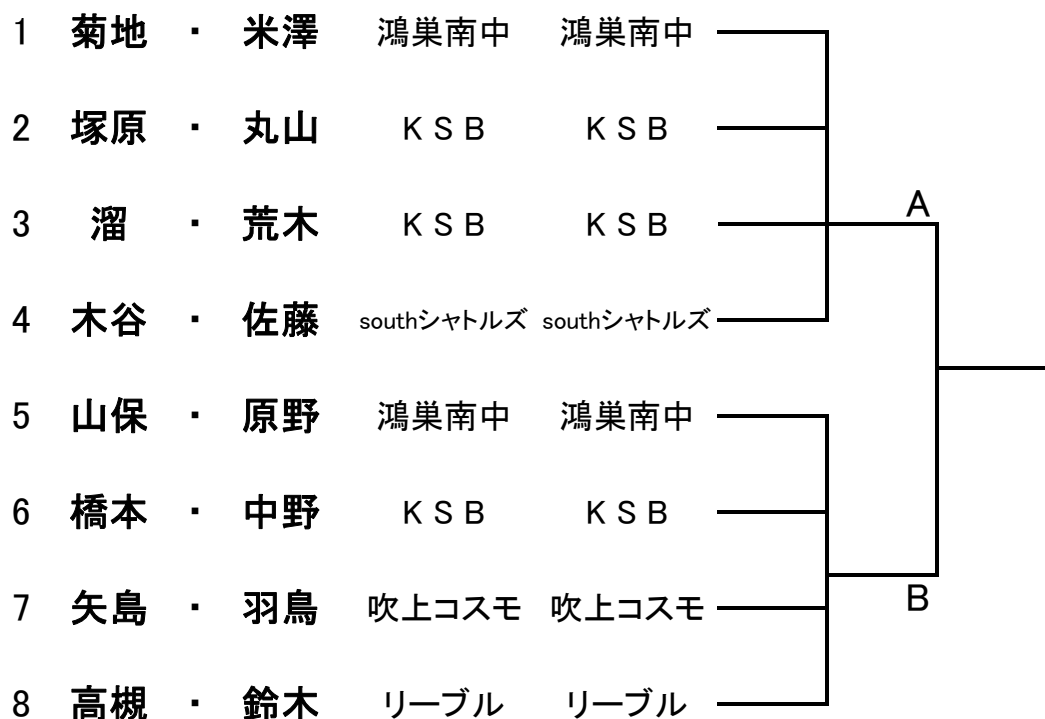 1 菊地 ・ 米澤 鴻巣南中 鴻巣南中
2 塚原 ・ 丸山 KSB KSB
3 溜 ・ 荒木 KSB KSB
A
4 木谷 ・ 佐藤 southシャトルズ southシャトルズ
5 山保 ・ 原野 鴻巣南中 鴻巣南中
6 橋本 ・ 中野 KSB KSB
7 矢島 ・ 羽鳥 吹上コスモ 吹上コスモ
B
8 高槻 ・ 鈴木 リーブル リーブル